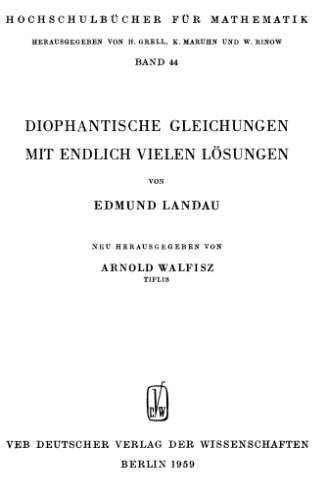 HOCHSCHULBÜCHER FÜR MATHEMATIK
HERAUSGEGEBEN VON H. GRELL, K. MARUHN UND W. RINOW
BAND 44
DIOPHANTISCHE GLEICHUNGEN
MIT ENDLICH VIELEN LÖSUNGEN
VON
EDMUND LANDAU
NEU HERAUSGEGEBEN VON
ARNOLD WALFISZ
TIFLIS
VEB DEUTSCHER VERLAG DER WISSENSCHAFTEN
BERLIN 1959